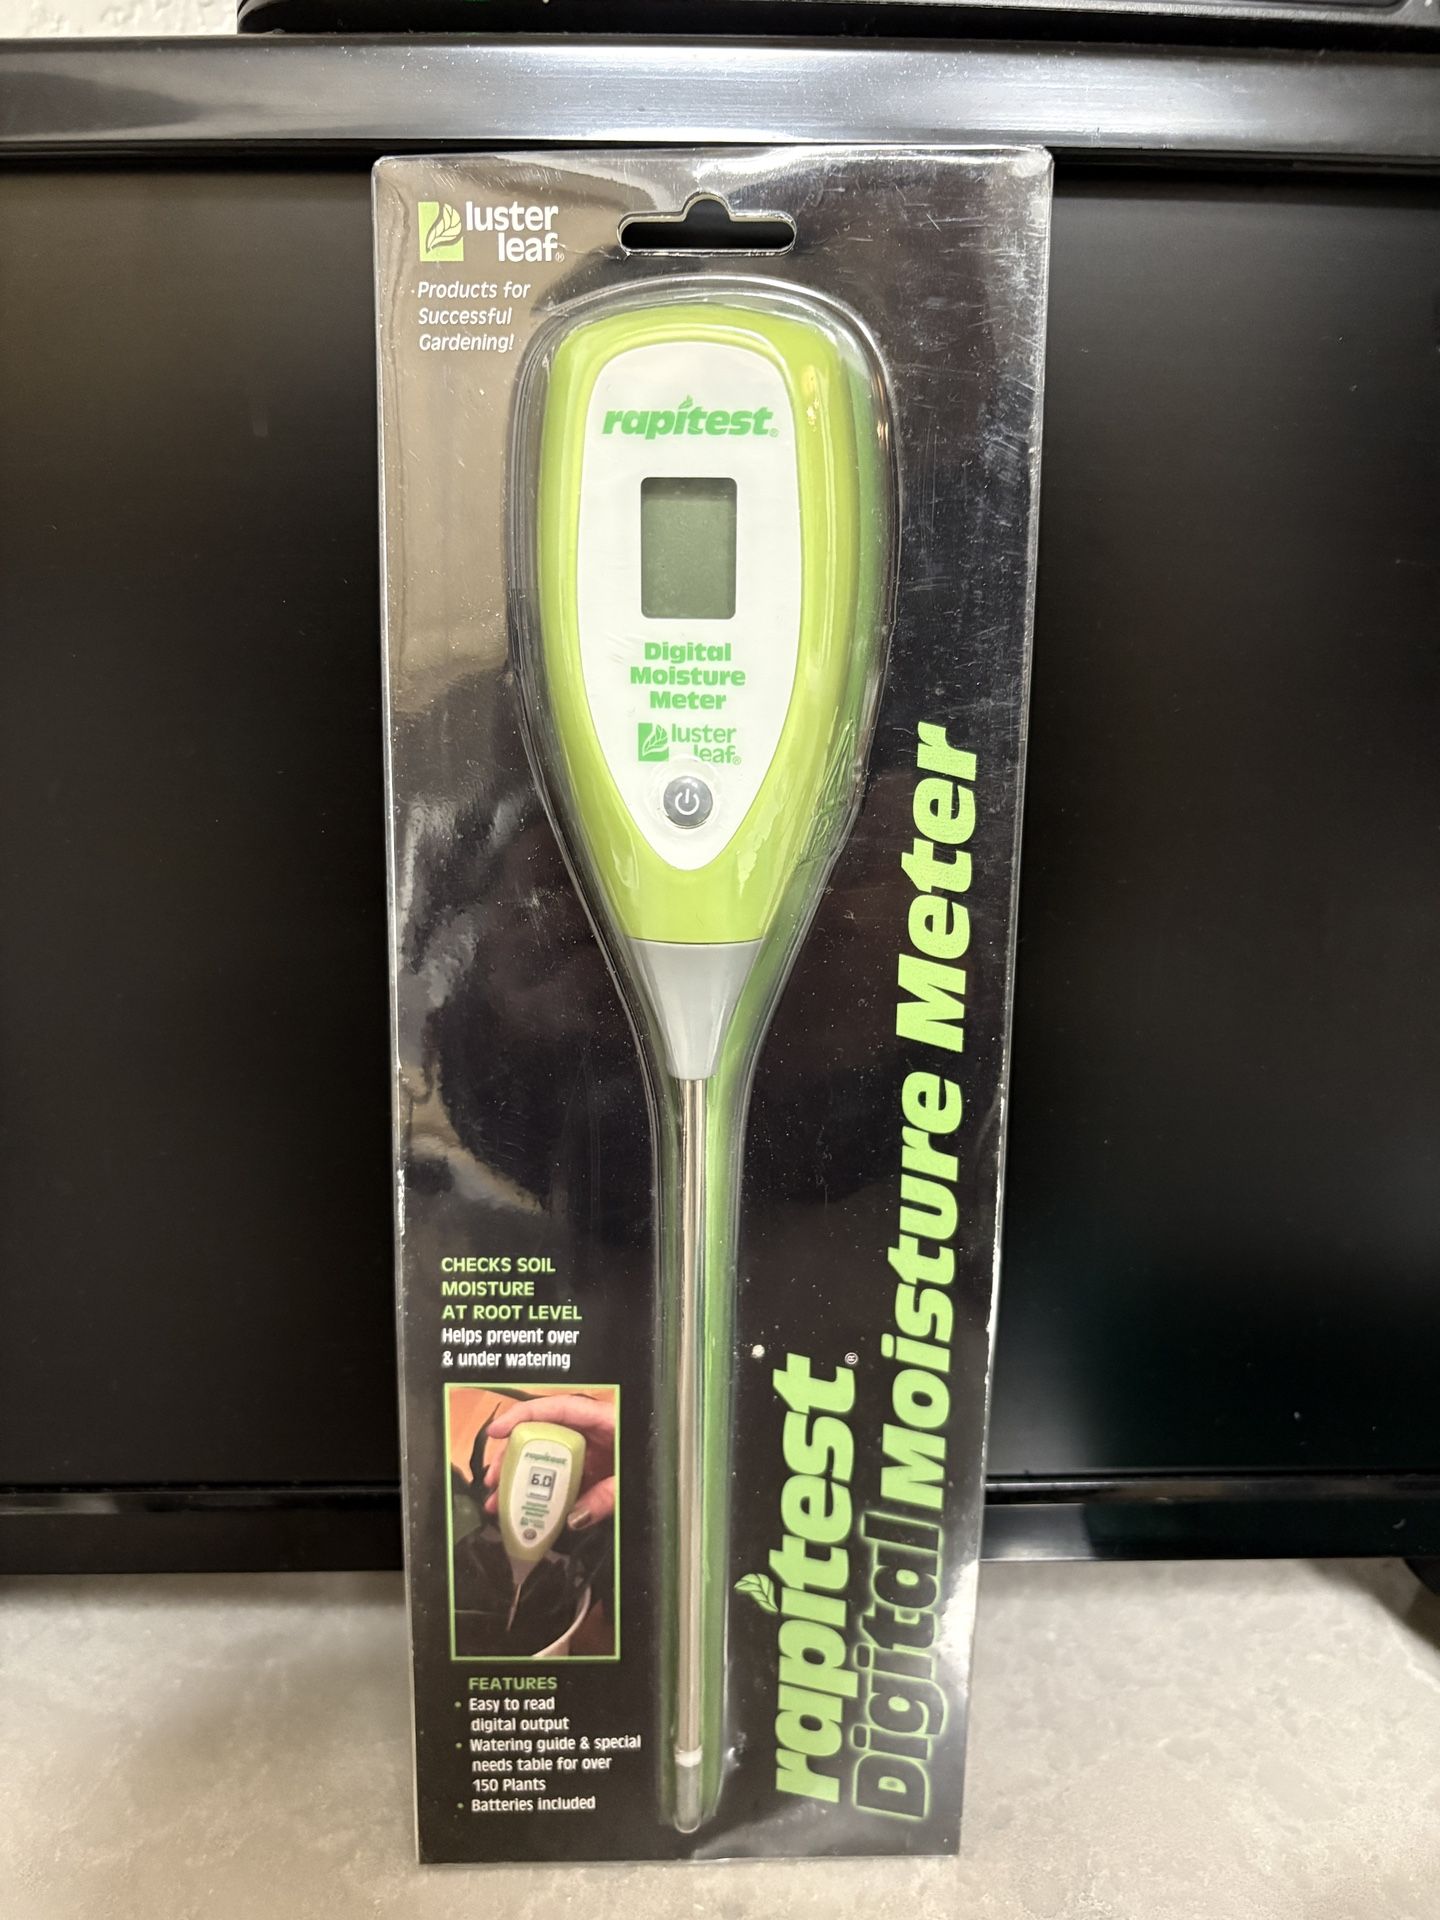 luster
leaf®
Products for
Successful
Gardening!
rapitest®
Digital
Moisture
Meter
luster
leaf®
CHECKS SOIL
MOISTURE
AT ROOT LEVEL
Helps prevent over
& under watering
rapitest
6.0
FEATURES
• Easy to read
digital output
• Watering guide & special
needs table for over
150 Plants
• Batteries included
rapitest®
Digital Moisture Meter